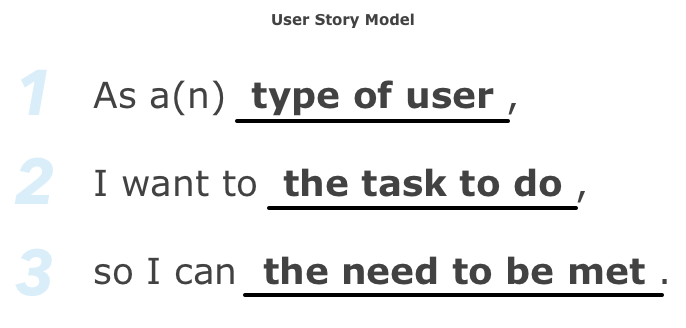 User Story Model
1 As a(n) type of user ,
2 I want to the task to do ,
3 so I can the need to be met .